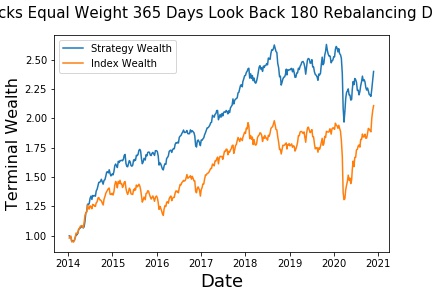 cks Equal Weight 365 Days Look Back 180 Rebalancing D
Strategy Wealth
Index Wealth
Terminal Wealth
2.50
2.25
2.00
1.75
1.50
1.25
1.00
2014 2015 2016 2017 2018 2019 2020 2021
Date